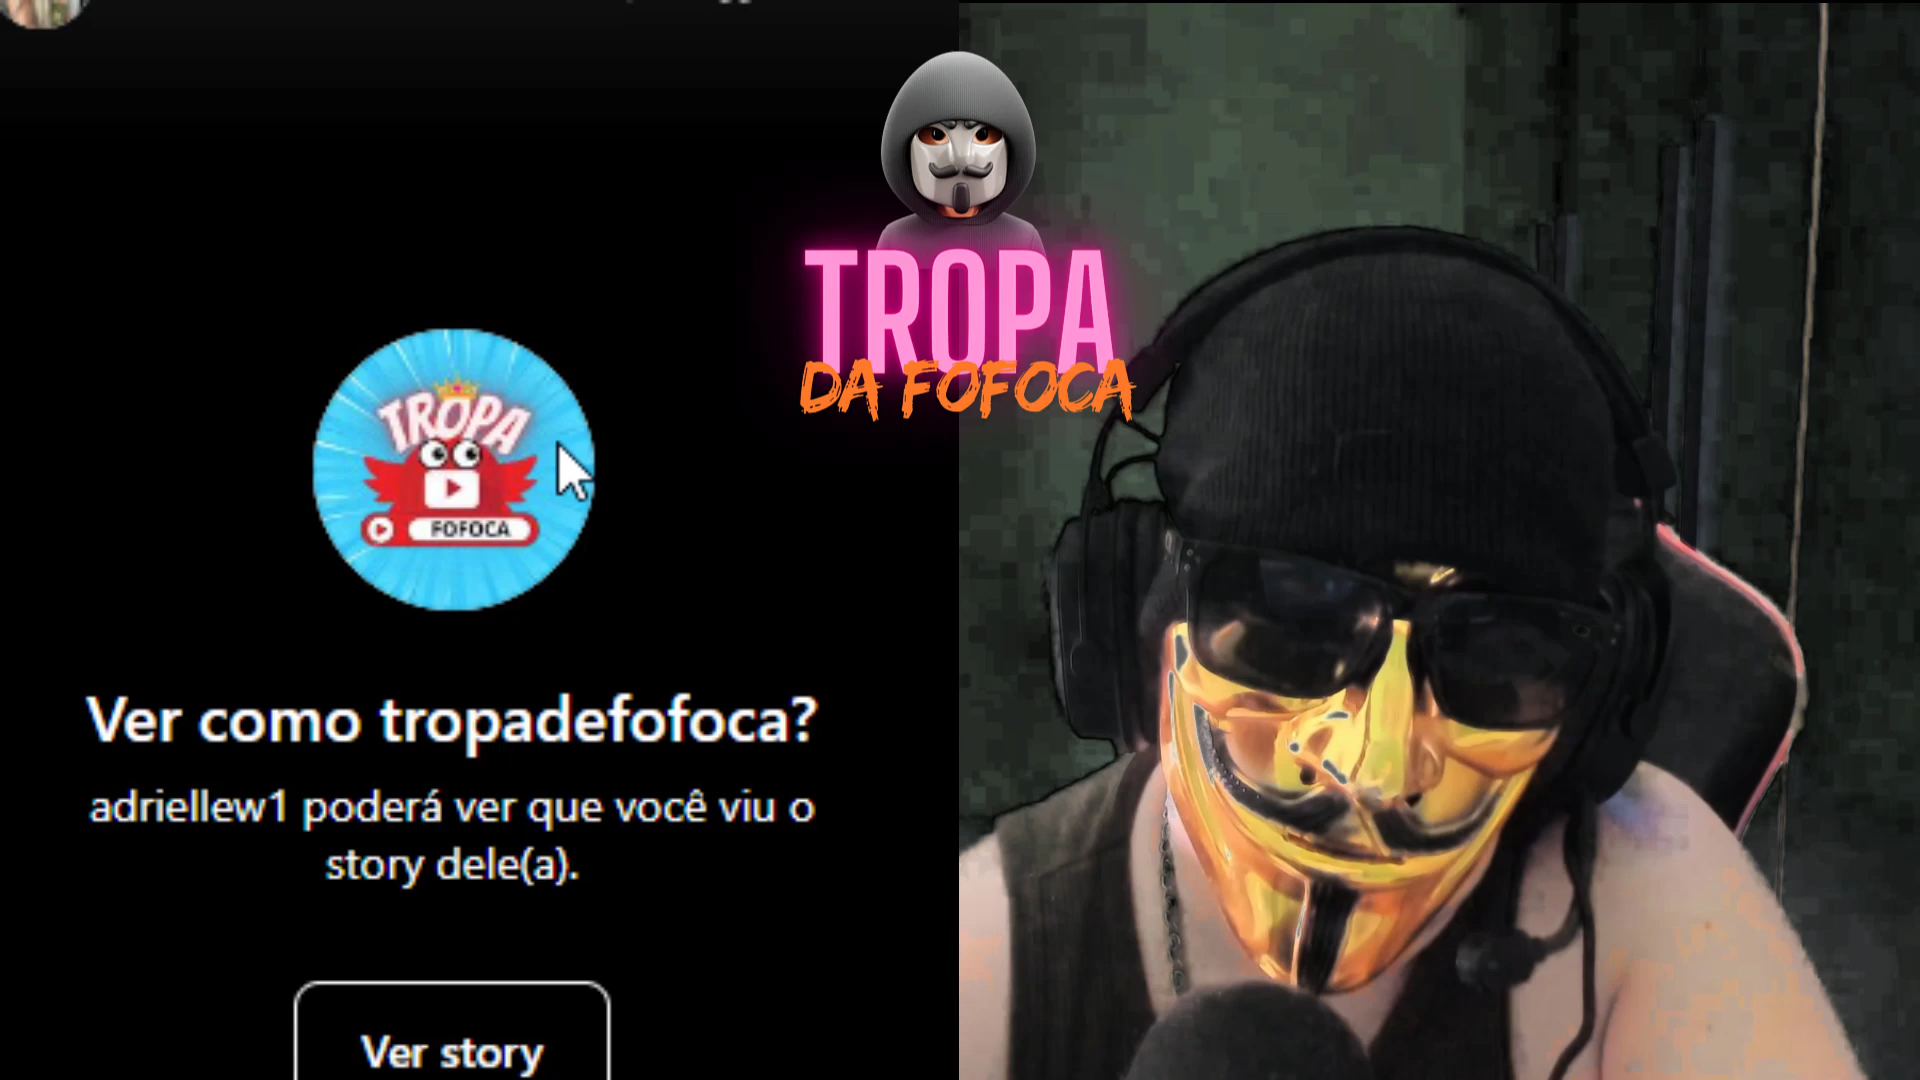 TROPA
DA FOFOCA
TROPA
FOFOCA
Ver como tropadefofoca?
adriellew1 poderá ver que você viu o
story dele(a).
Ver story